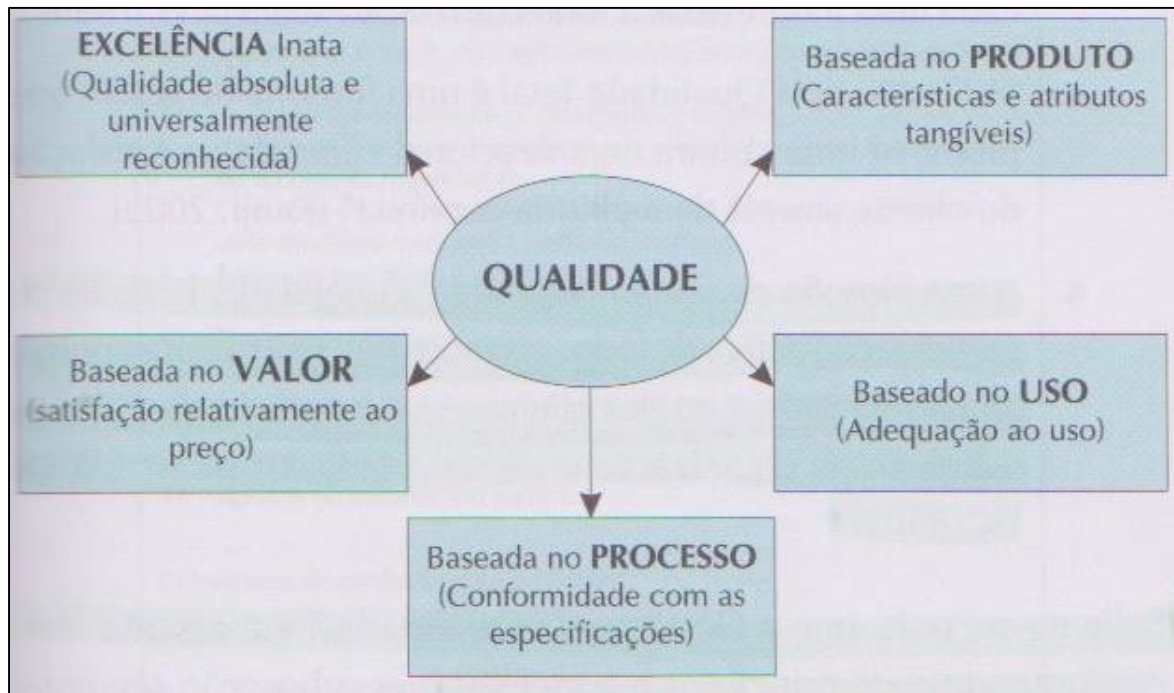 EXCELÊNCIA Inata
(Qualidade absoluta e
universalmente
reconhecida)
Baseada no PRODUTO
(Características e atributos
tangíveis)
QUALIDADE
Baseada no VALOR
(satisfação relativamente ao
preço)
Baseado no USO
(Adequação ao uso)
Baseada no PROCESSO
(Conformidade com as
especificações)